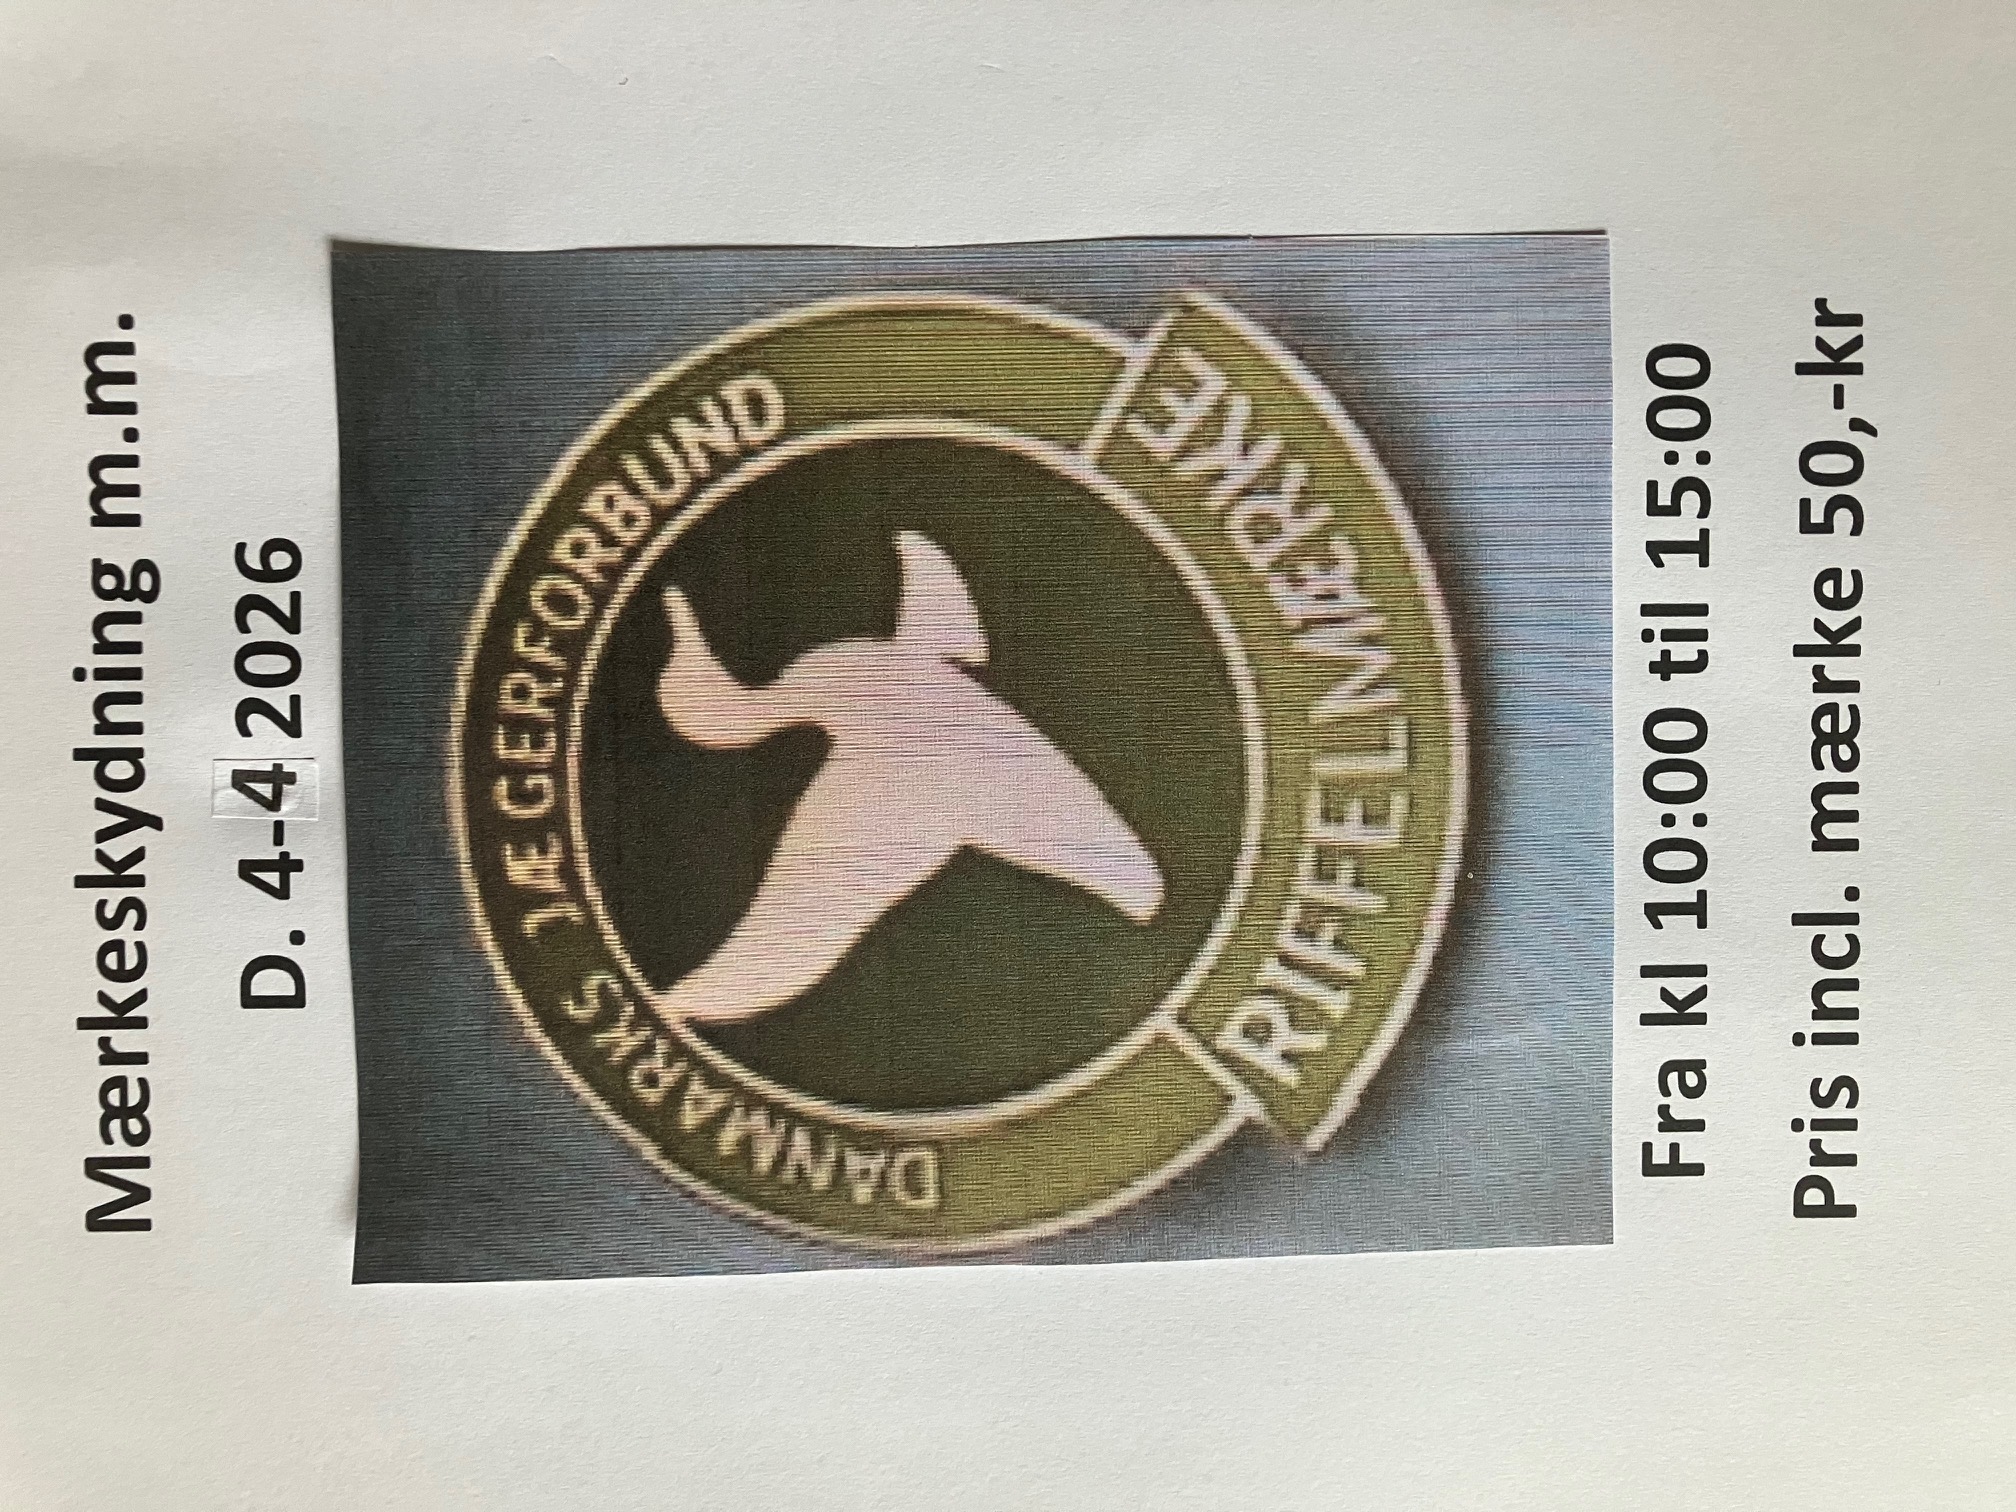 Mærkeskydning m.m.
D. 4-4 2026
DANMARKS JÆGERFORBUND
RIFFELMÆRKE
Fra kl 10:00 til 15:00
Pris incl. mærke 50,-kr